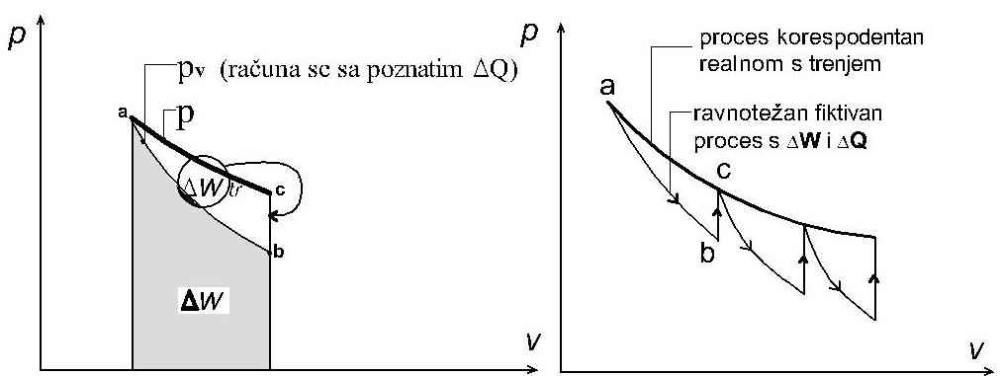 p
pv (računa se sa poznatim ΔQ)
a
p
ΔWtr
c
b
ΔW
v
p
proces korespodentan
realnom s trenjem
a
ravnotežan fiktivan
proces s ΔW i ΔQ
c
b
v